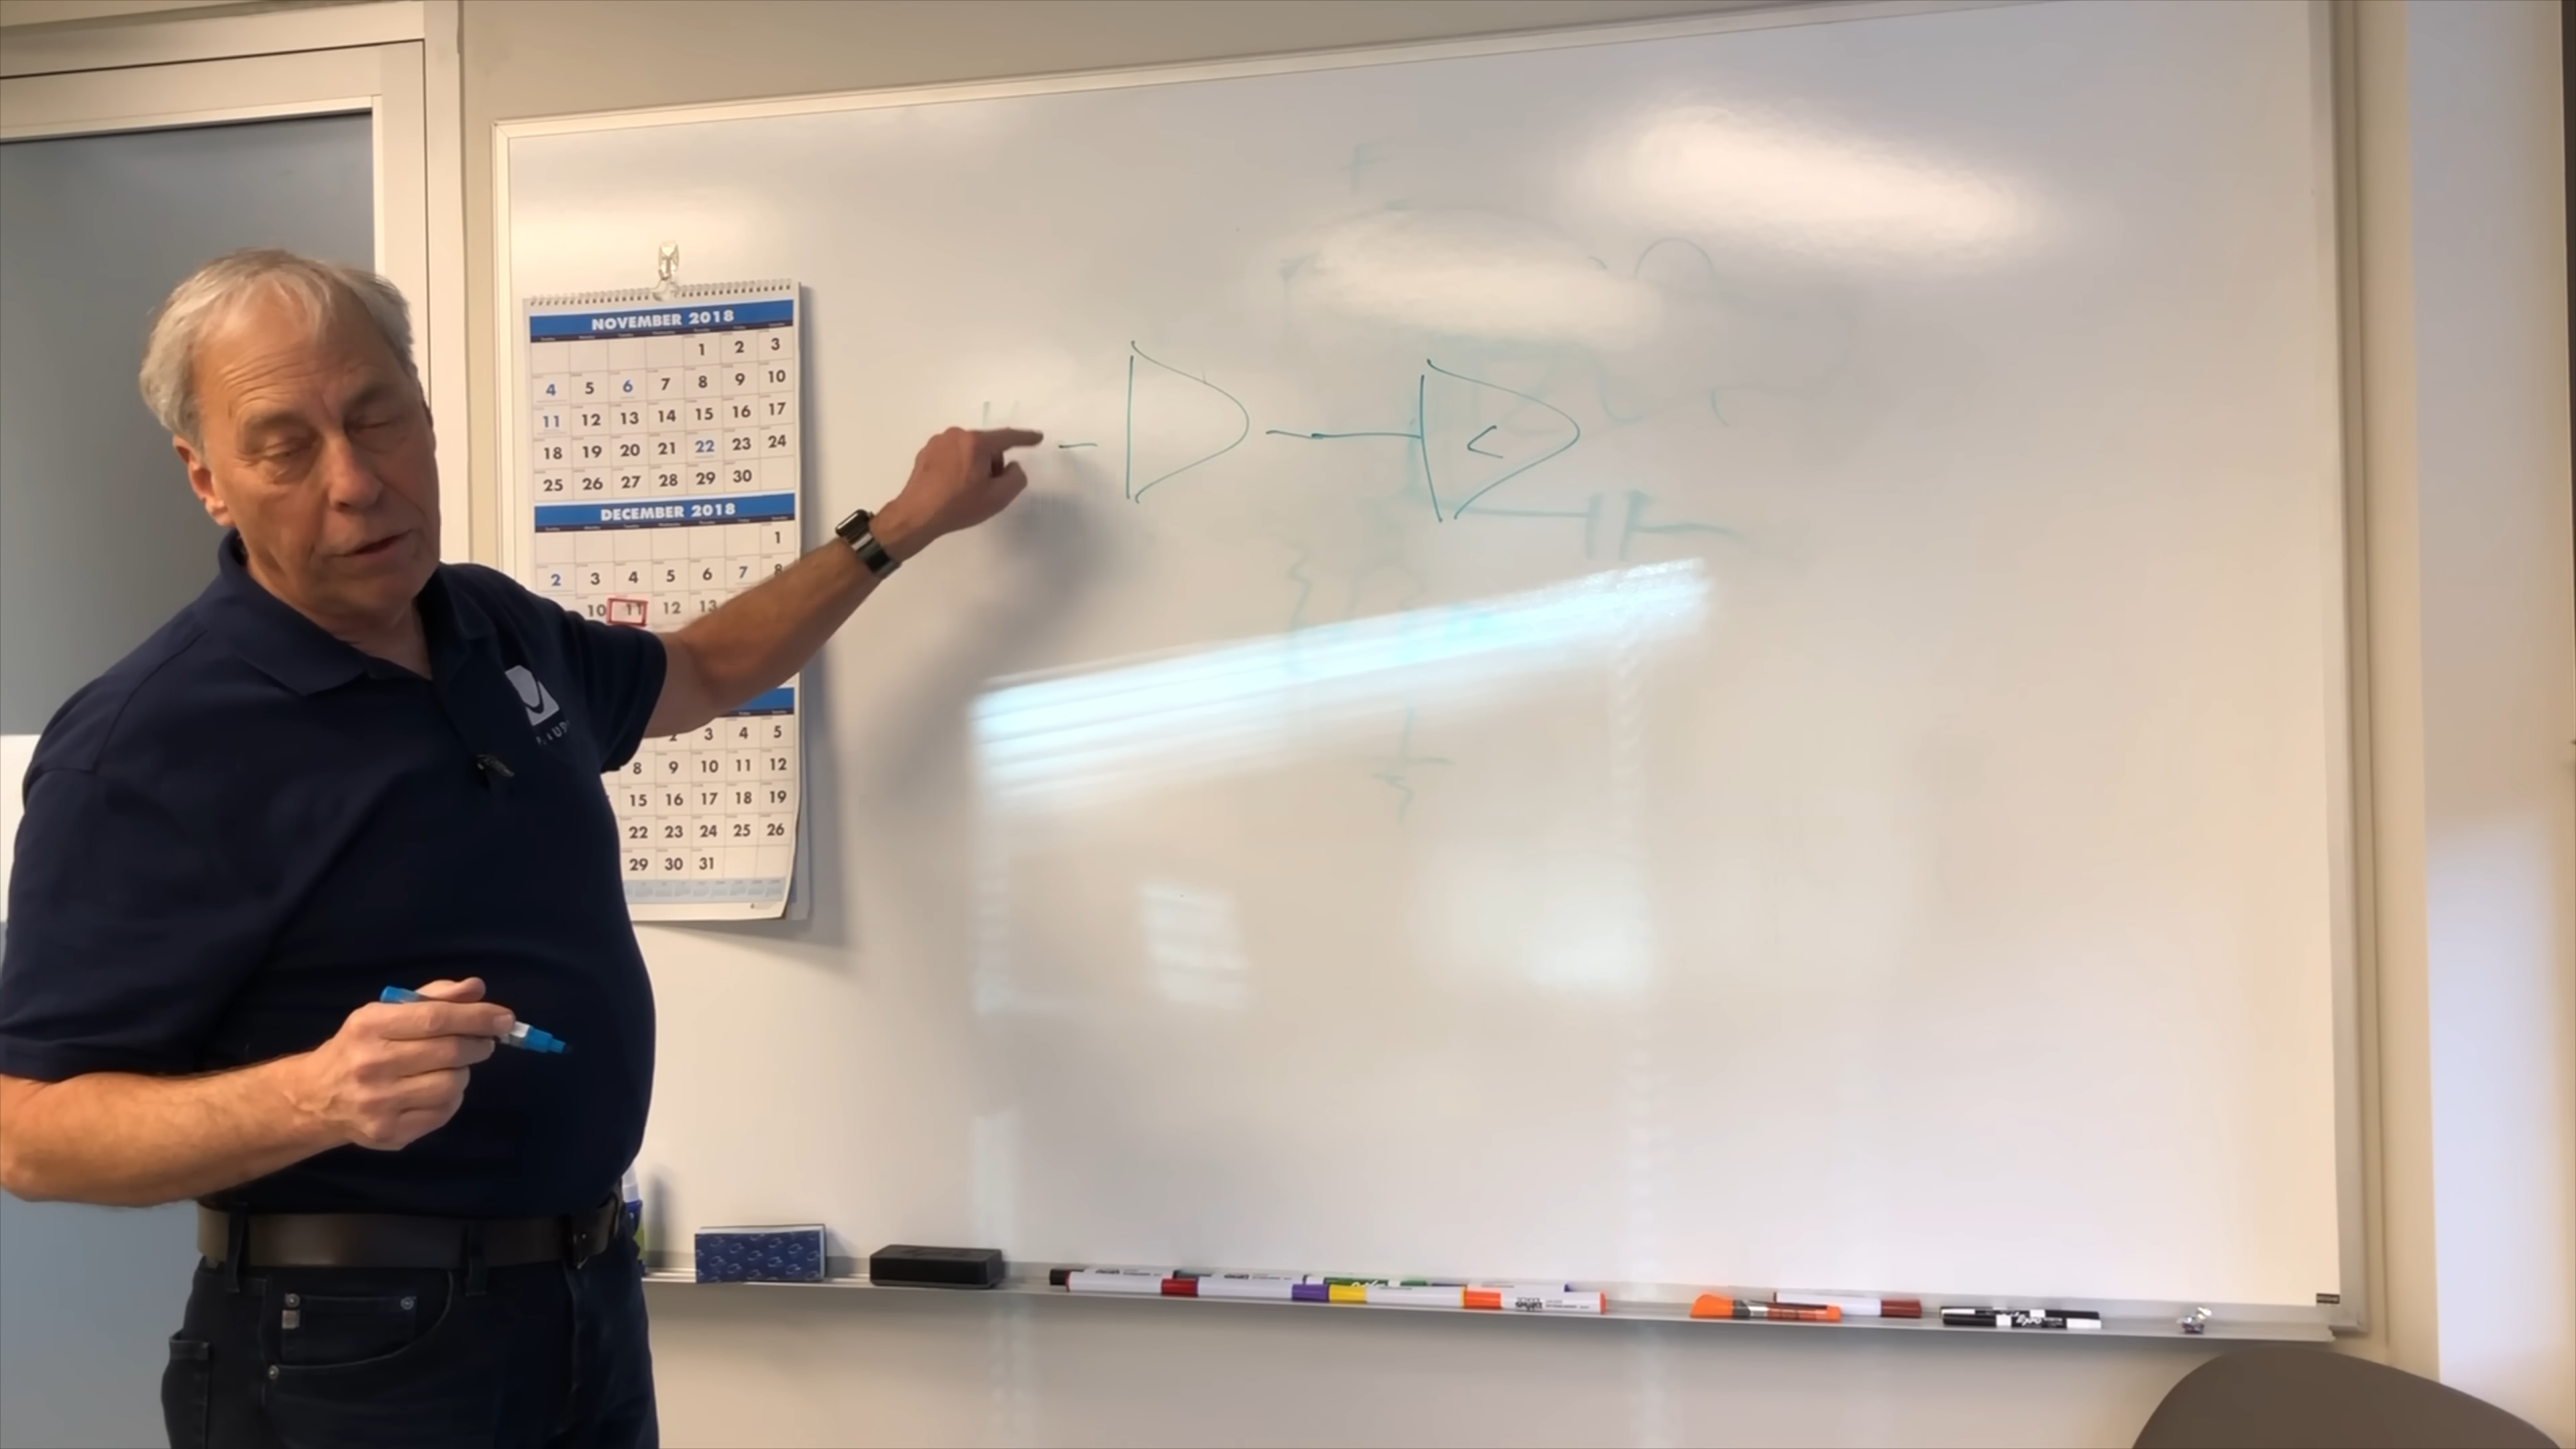 NOVEMBER 2018
1 2 3
4 5 6 7 8 9 10
11 12 13 14 15 16 17
18 19 20 21 22 23 24
25 26 27 28 29 30
DECEMBER 2018
1
2 3 4 5 6 7 8
10 11 12 13
2 3 4 5
8 9 10 11 12
15 16 17 18 19
22 23 24 25 26
29 30 31
F
<